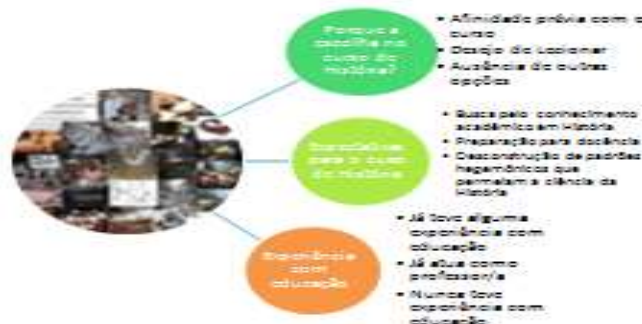 Porque a
escolha no
curso de
História?
• Afinidade prévia com o
curso
• Desejo de Lecionar
• Ausência de outras
opções
Expectativas
para o curso
de História
• Busca pelo conhecimento
acadêmico em História
• Preparação para docência
• Desconstrução de padrões
hegemônicos que
permeiam a ciência da
História
Experiência
com
educação
• Já teve alguma
experiência com
educação
• Já atua como
professor/a
• Nunca teve
experiência com
educação